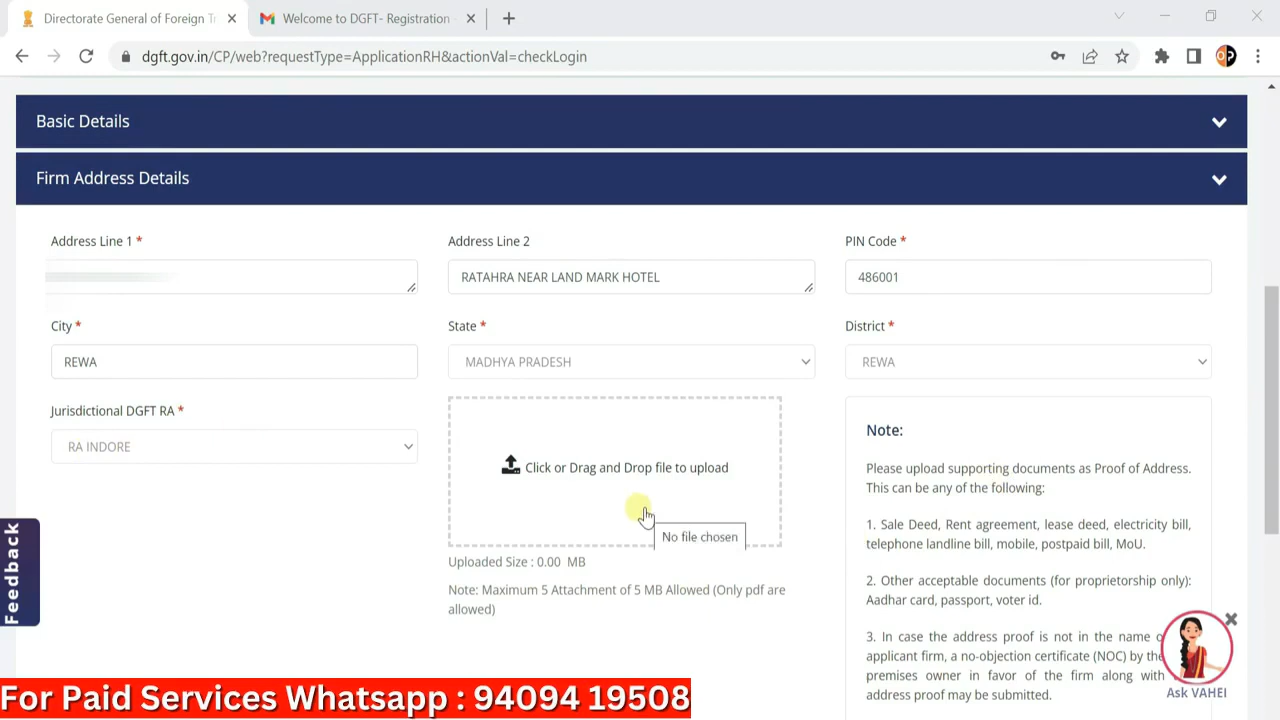 Directorate General of Foreign T
Welcome to DGFT- Registration
dgft.gov.in/CP/web?requestType=ApplicationRH&actionVal=checkLogin
Basic Details
Firm Address Details
Address Line 1 *
Address Line 2
PIN Code *
RATAHRA NEAR LAND MARK HOTEL
486001
City *
State *
District *
REWA
MADHYA PRADESH
REWA
Jurisdictional DGFT RA *
RA INDORE
Click or Drag and Drop file to upload
No file chosen
Uploaded Size : 0.00 MB
Note: Maximum 5 Attachment of 5 MB Allowed (Only pdf are
allowed)
Note:
Please upload supporting documents as Proof of Address.
This can be any of the following:
1. Sale Deed, Rent agreement, lease deed, electricity bill,
telephone landline bill, mobile, postpaid bill, MoU.
2. Other acceptable documents (for proprietorship only):
Aadhar card, passport, voter id.
3. In case the address proof is not in the name
applicant firm, a no-objection certificate (NOC) by the
premises owner in favor of the firm along with
address proof may be submitted.
Feedback
Ask VAHEI
For Paid Services Whatsapp : 94094 19508